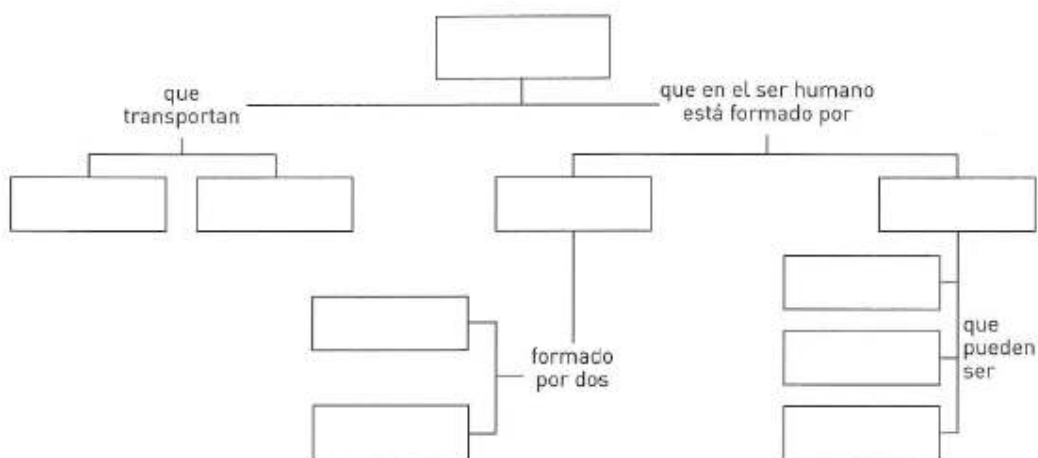 que
transportan
que en el ser humano
está formado por
formado
por dos
que
pueden
ser